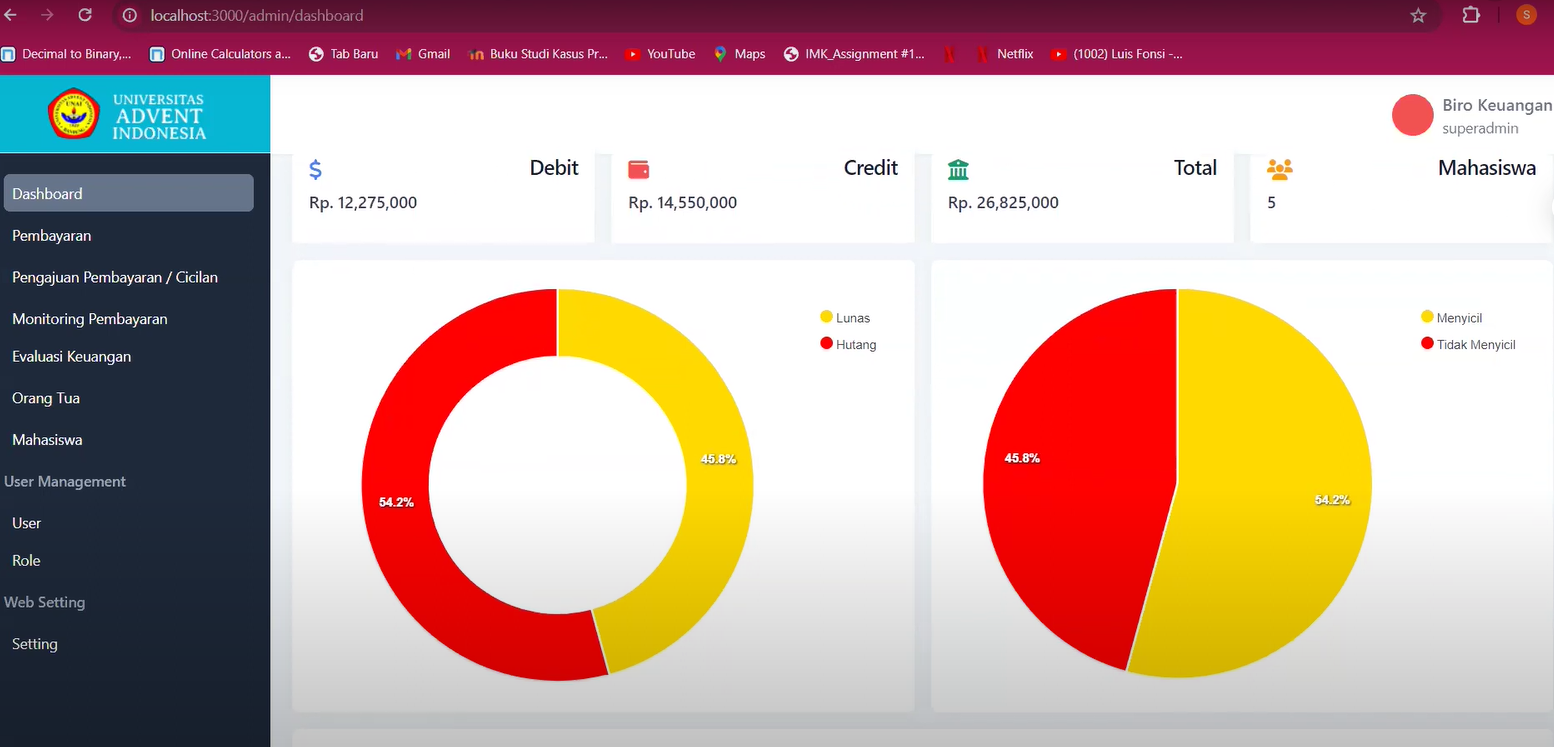 localhost:3000/admin/dashboard
S
Decimal to Binary,...
Online Calculators a...
Tab Baru
Gmail
Buku Studi Kasus Pr...
YouTube
Maps
IMK_Assignment #1...
Netflix
(1002) Luis Fonsi -...
UNAI
UNIVERSITAS
ADVENT
INDONESIA
Biro Keuangan
superadmin
Dashboard
Pembayaran
Pengajuan Pembayaran / Cicilan
Monitoring Pembayaran
Evaluasi Keuangan
Orang Tua
Mahasiswa
User Management
User
Role
Web Setting
Setting
$ Debit
Rp. 12,275,000
Credit
Rp. 14,550,000
Total
Rp. 26,825,000
Mahasiswa
5
Lunas
Hutang
45.8%
54.2%
Menyicil
Tidak Menyicil
45.8%
54.2%